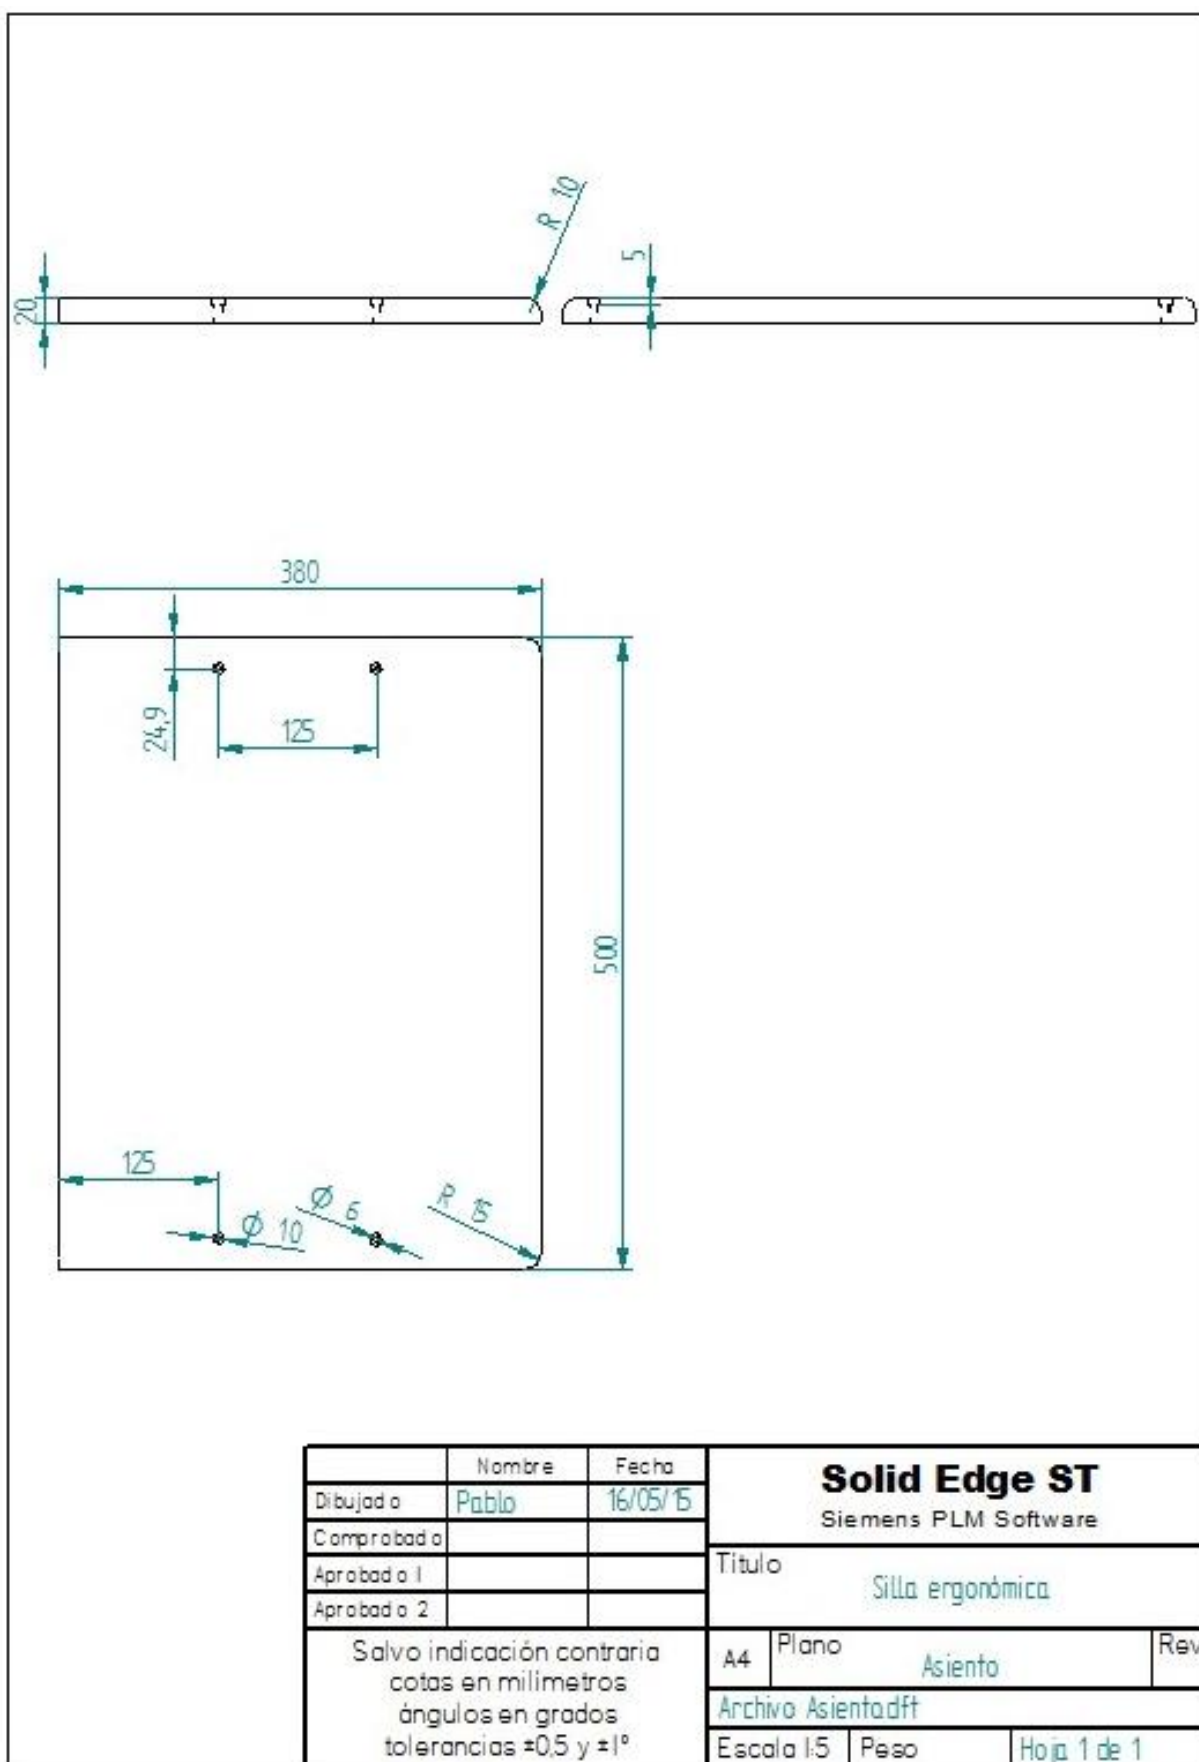 R 10
5
20
380
24,9
125
500
125
Ø 10
Ø 6
R 15
Nombre Fecha
Dibujado Pablo 16/05/15
Comprobado
Aprobado 1
Aprobado 2
Solid Edge ST
Siemens PLM Software
Título
Silla ergonómica
Salvo indicación contraria
cotas en milímetros
ángulos en grados
tolerancias ±0,5 y ±1°
A4 Plano Rev
Asiento
Archivo Asiento.dft
Escala 1:5 Peso Hoja 1 de 1